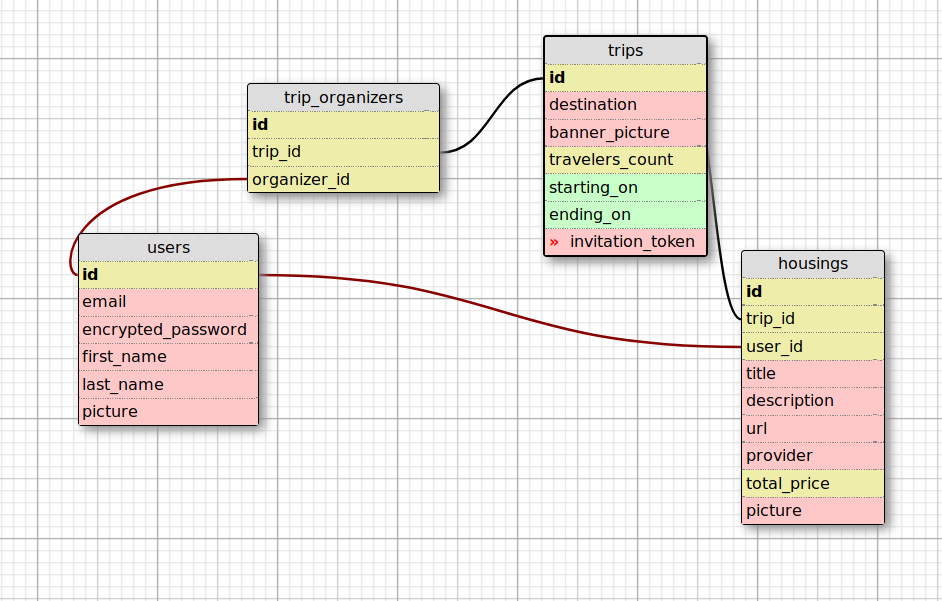 trip_organizers
id
trip_id
organizer_id
users
id
email
encrypted_password
first_name
last_name
picture
trips
id
destination
banner_picture
travelers_count
starting_on
ending_on
» invitation_token
housings
id
trip_id
user_id
title
description
url
provider
total_price
picture